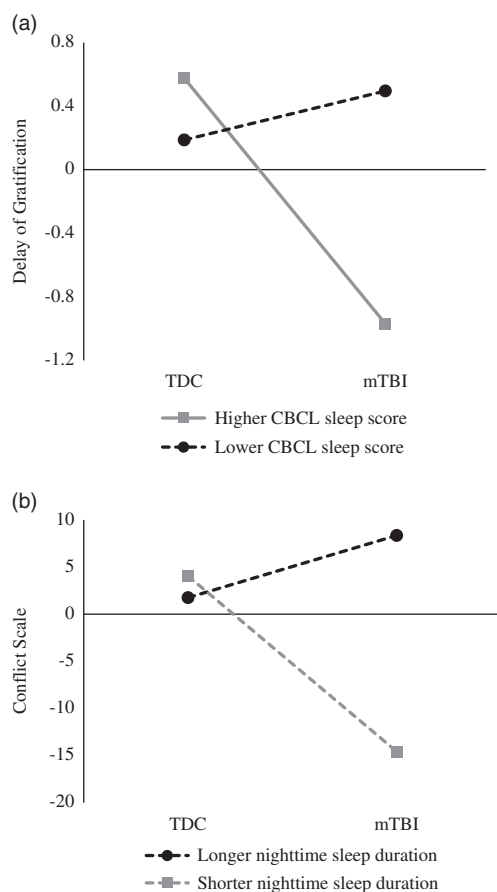 (a)
0.8
0.4
0
-0.4
-0.8
-1.2
Delay of Gratification
TDC mTBI
Higher CBCL sleep score
Lower CBCL sleep score
(b)
10
5
0
-5
-10
-15
-20
Conflict Scale
TDC mTBI
Longer nighttime sleep duration
Shorter nighttime sleep duration